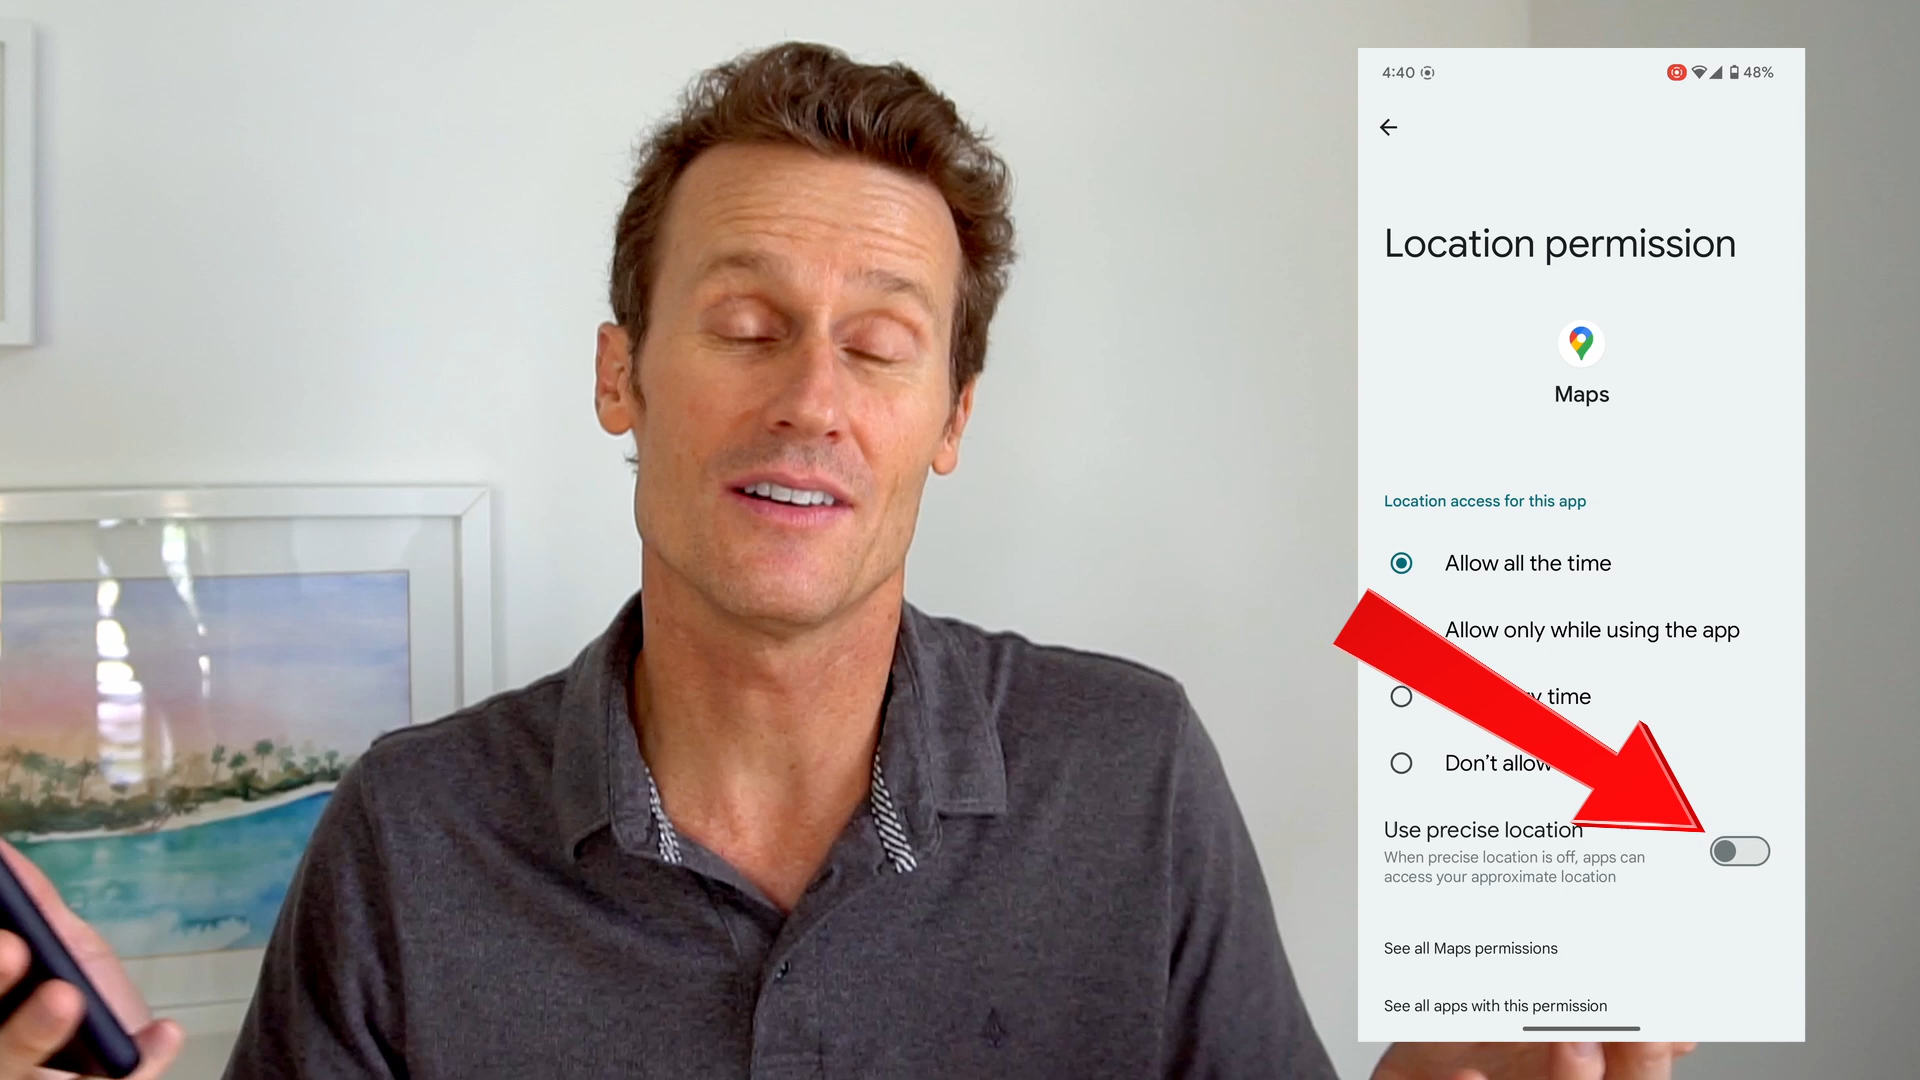 4:40
48%
Location permission
Maps
Location access for this app
Allow all the time
Allow only while using the app
time
Don't allow
Use precise location
When precise location is off, apps can
access your approximate location
See all Maps permissions
See all apps with this permission